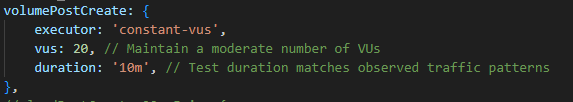 volumePostCreate: {
executor: 'constant-vus',
vus: 20, // Maintain a moderate number of VUs
duration: '10m', // Test duration matches observed traffic patterns
},